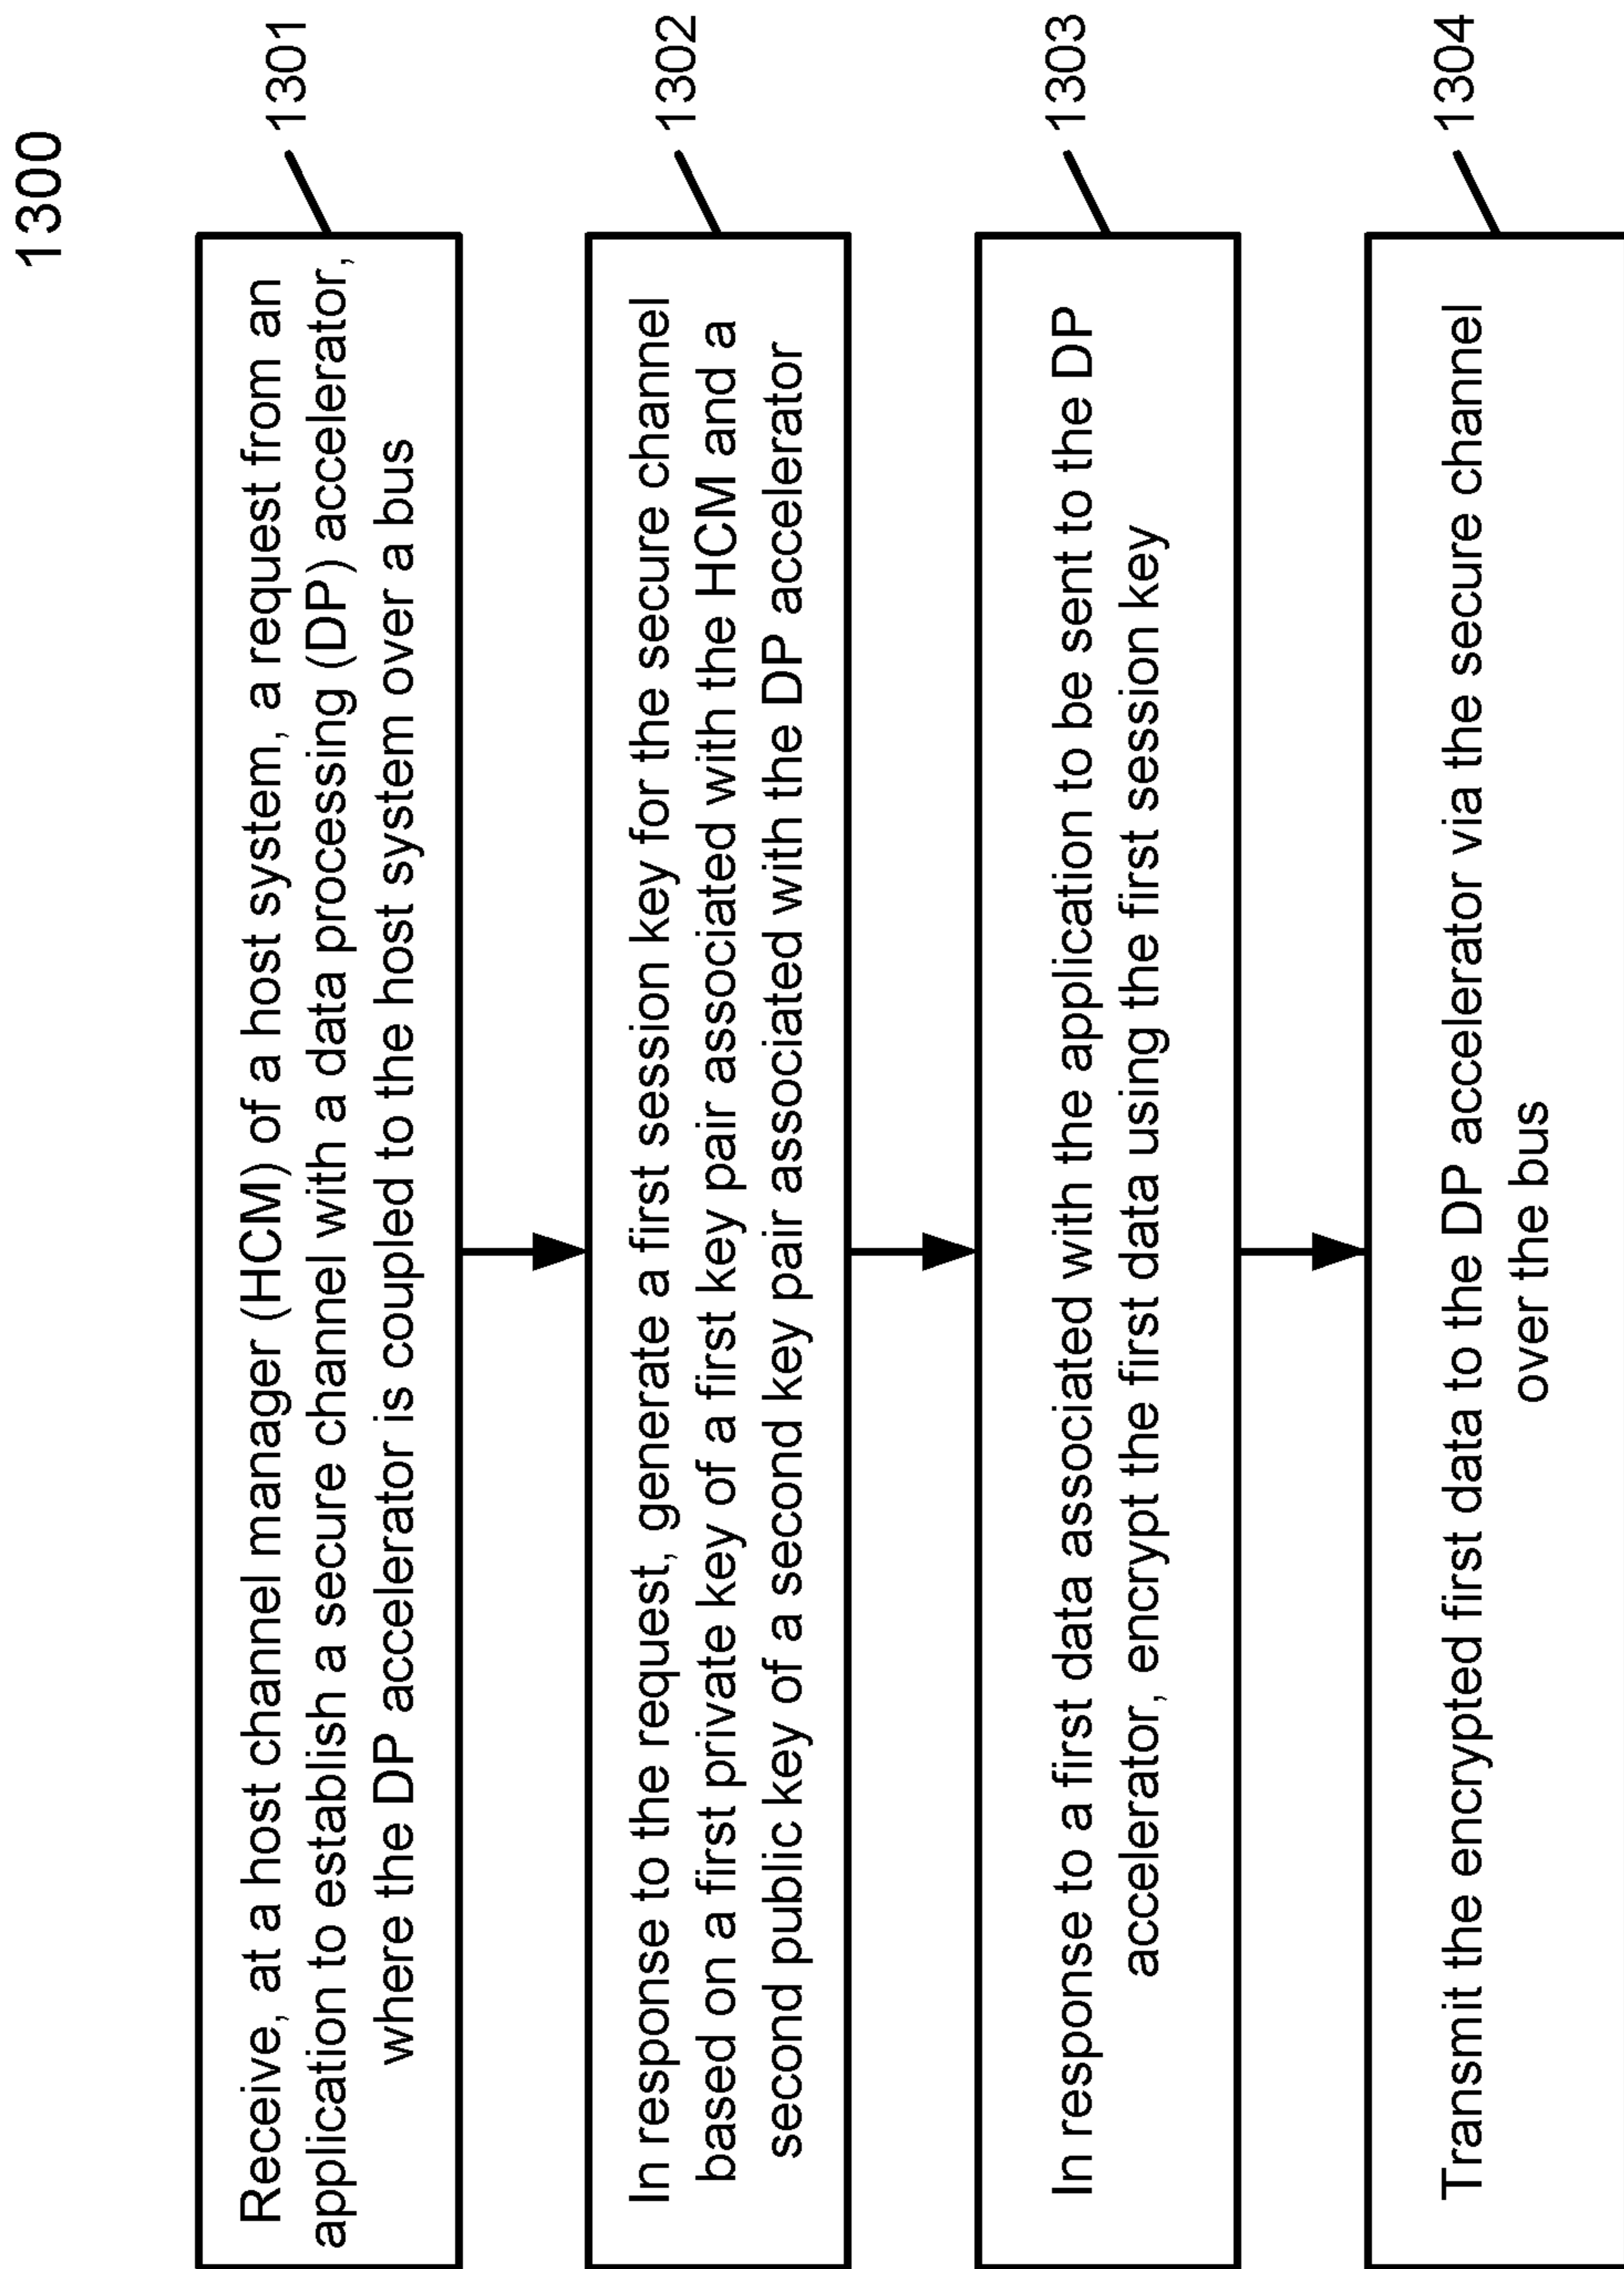 1300
Receive, at a host channel manager (HCM) of a host system, a request from an
application to establish a secure channel with a data processing (DP) accelerator,
where the DP accelerator is coupled to the host system over a bus
1301
In response to the request, generate a first session key for the secure channel
based on a first private key of a first key pair associated with the HCM and a
second public key of a second key pair associated with the DP accelerator
1302
In response to a first data associated with the application to be sent to the DP
accelerator, encrypt the first data using the first session key
1303
Transmit the encrypted first data to the DP accelerator via the secure channel
over the bus
1304